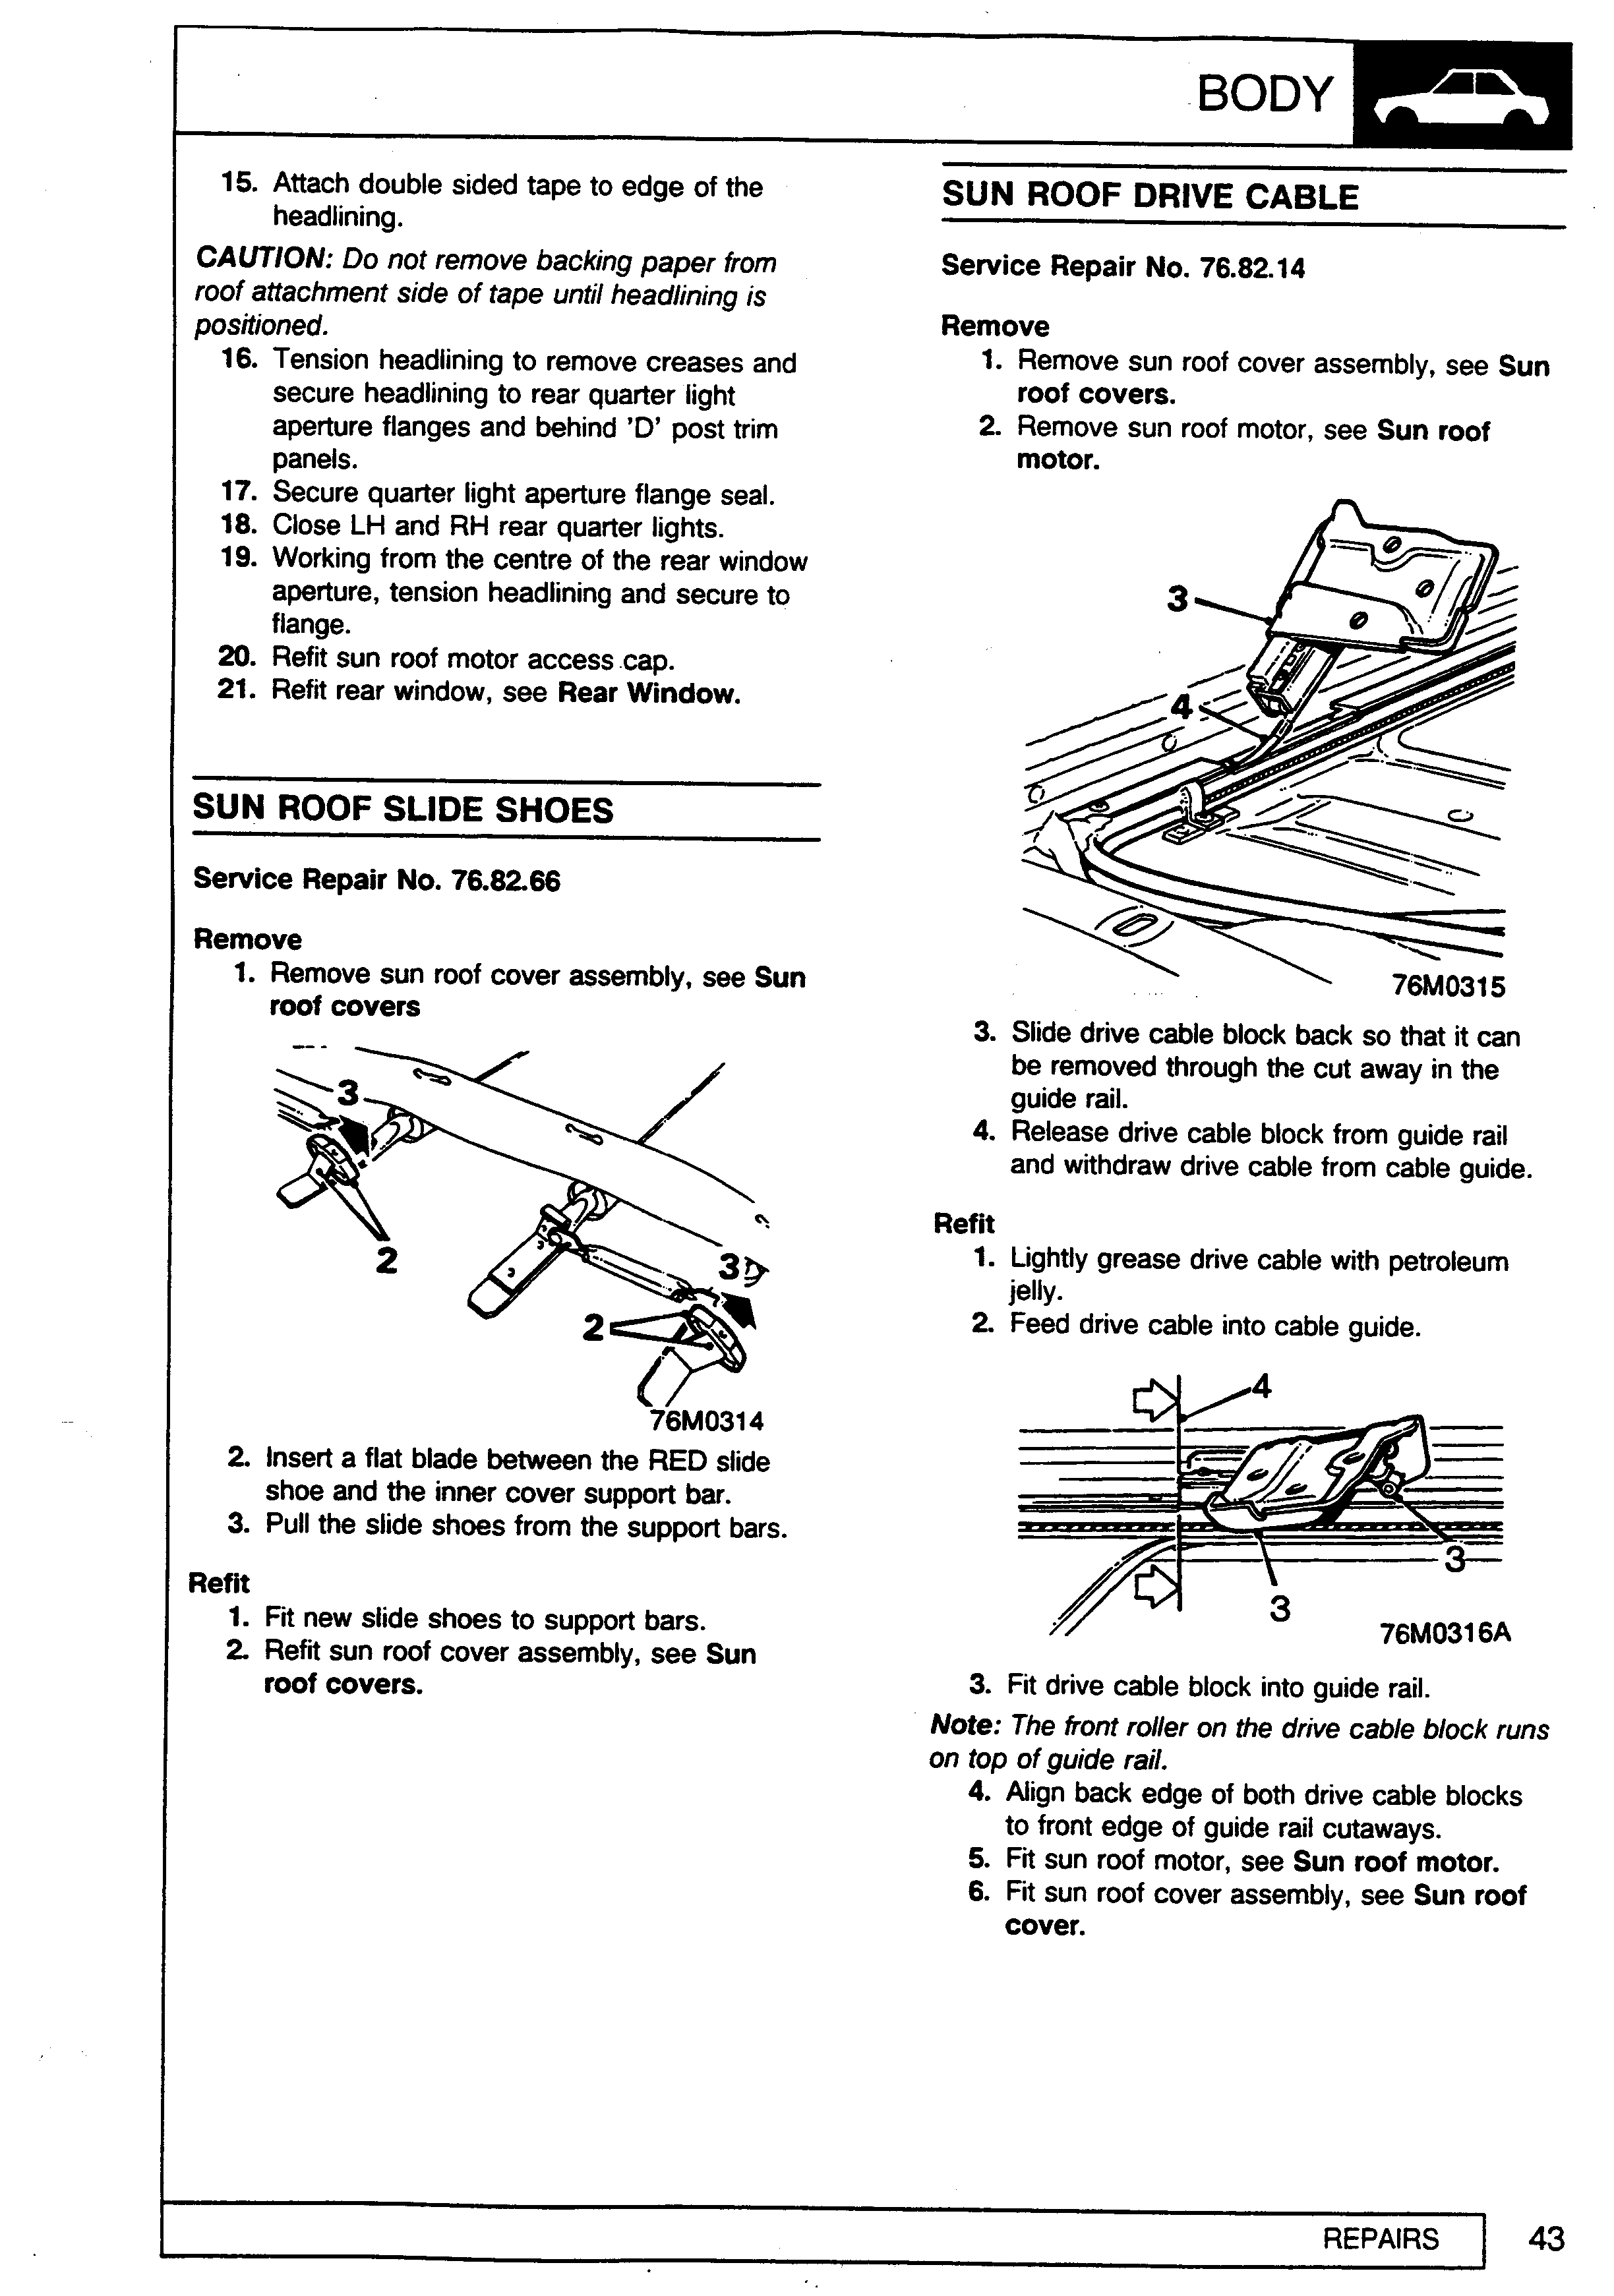 BODY
15. Attach double sided tape to edge of the
headlining.
CAUTION: Do not remove backing paper from
roof attachment side of tape until headlining is
positioned.
16. Tension headlining to remove creases and
secure headlining to rear quarter light
aperture flanges and behind 'D' post trim
panels.
17. Secure quarter light aperture flange seal.
18. Close LH and RH rear quarter lights.
19. Working from the centre of the rear window
aperture, tension headlining and secure to
flange.
20. Refit sun roof motor access cap.
21. Refit rear window, see Rear Window.
SUN ROOF SLIDE SHOES
Service Repair No. 76.82.66
Remove
1. Remove sun roof cover assembly, see Sun
roof covers
3
2
3
2
76M0314
2. Insert a flat blade between the RED slide
shoe and the inner cover support bar.
3. Pull the slide shoes from the support bars.
Refit
1. Fit new slide shoes to support bars.
2. Refit sun roof cover assembly, see Sun
roof covers.
SUN ROOF DRIVE CABLE
Service Repair No. 76.82.14
Remove
1. Remove sun roof cover assembly, see Sun
roof covers.
2. Remove sun roof motor, see Sun roof
motor.
3
4
76M0315
3. Slide drive cable block back so that it can
be removed through the cut away in the
guide rail.
4. Release drive cable block from guide rail
and withdraw drive cable from cable guide.
Refit
1. Lightly grease drive cable with petroleum
jelly.
2. Feed drive cable into cable guide.
4
3
3
76M0316A
3. Fit drive cable block into guide rail.
Note: The front roller on the drive cable block runs
on top of guide rail.
4. Align back edge of both drive cable blocks
to front edge of guide rail cutaways.
5. Fit sun roof motor, see Sun roof motor.
6. Fit sun roof cover assembly, see Sun roof
cover.
REPAIRS
43